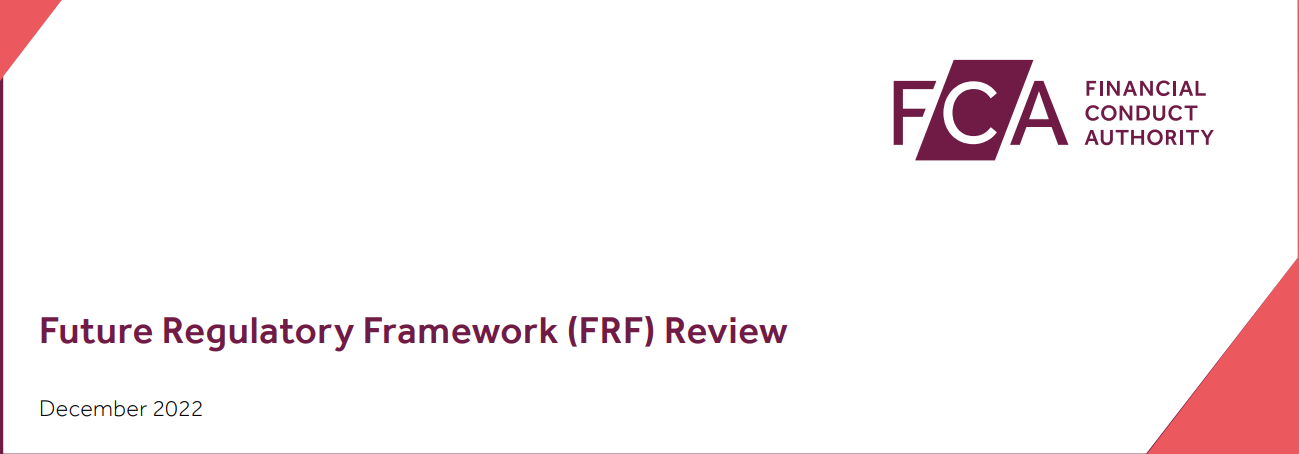 FCA
FINANCIAL
CONDUCT
AUTHORITY
Future Regulatory Framework (FRF) Review
December 2022